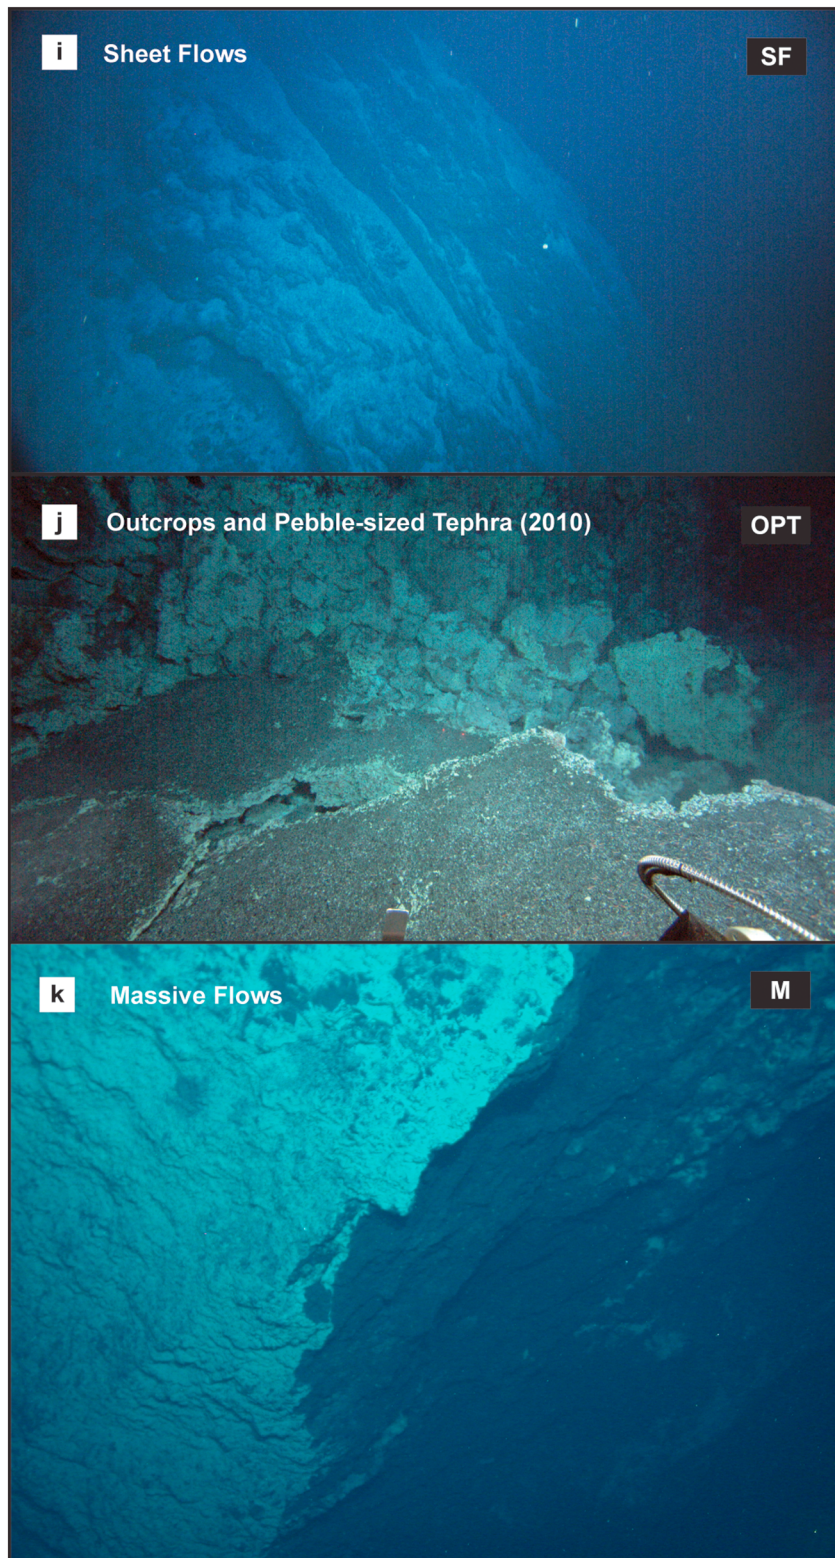 i Sheet Flows SF
j Outcrops and Pebble-sized Tephra (2010) OPT
k Massive Flows M